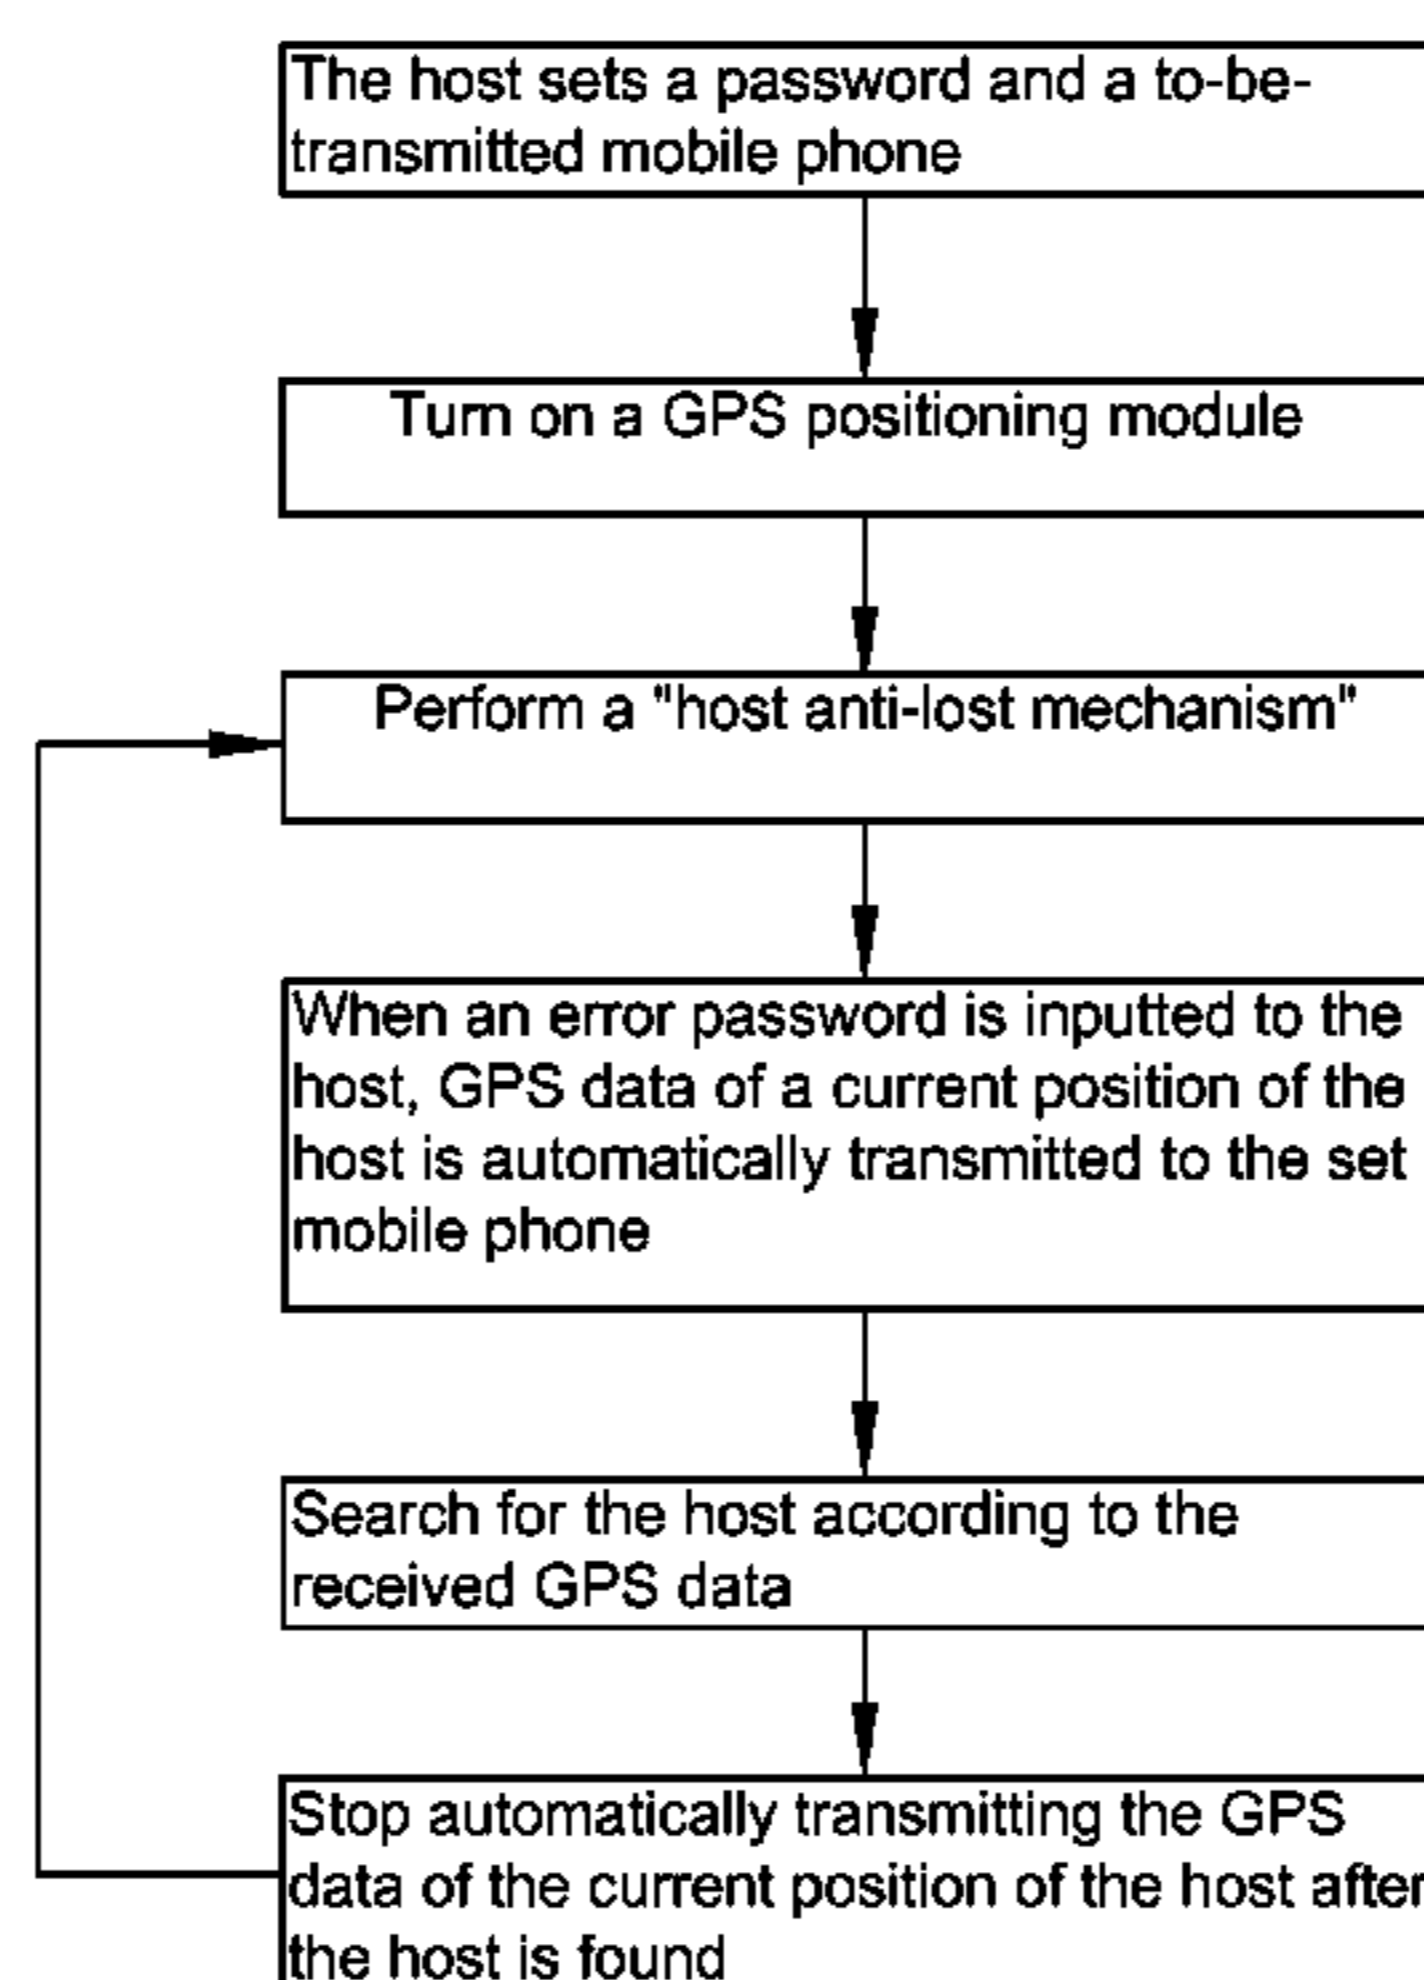 The host sets a password and a to-be-
transmitted mobile phone
Turn on a GPS positioning module
Perform a "host anti-lost mechanism"
When an error password is inputted to the
host, GPS data of a current position of the
host is automatically transmitted to the set
mobile phone
Search for the host according to the
received GPS data
Stop automatically transmitting the GPS
data of the current position of the host after
the host is found